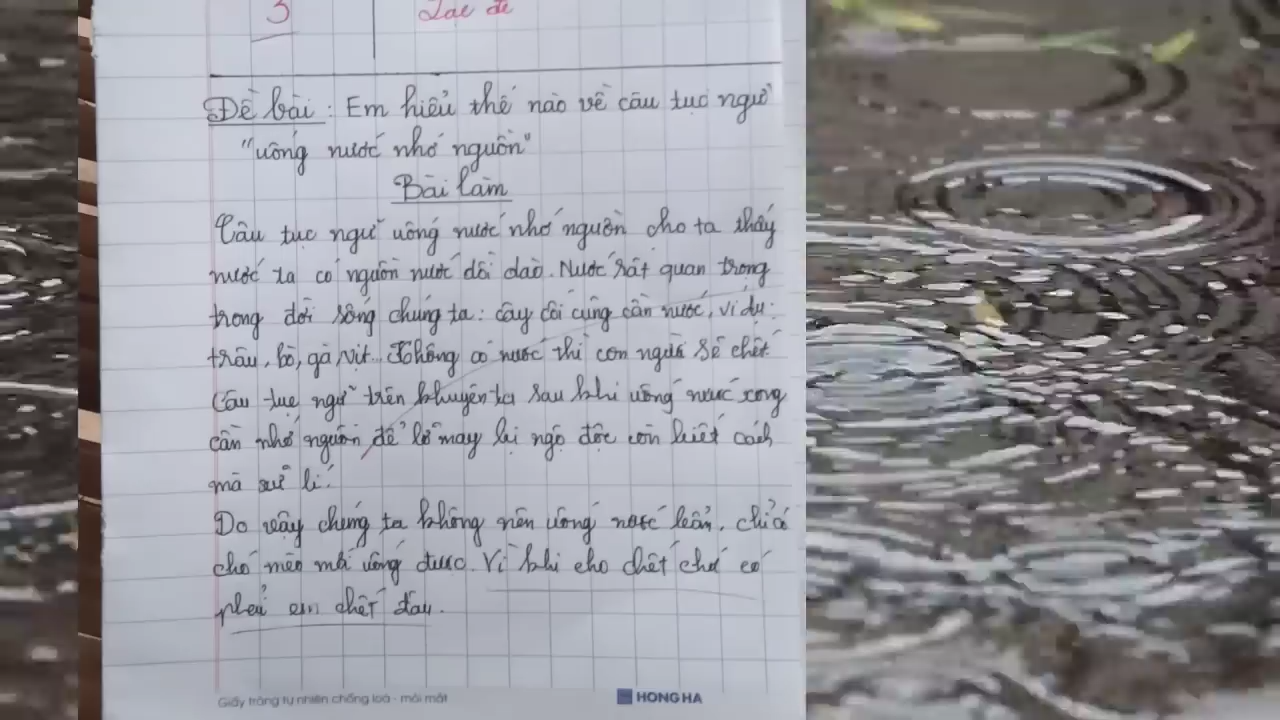 3
Lạc đề
Đề bài : Em hiểu thế nào về câu tục ngữ
"uống nước nhớ nguồn"
Bài làm
Câu tục ngữ uống nước nhớ nguồn cho ta thấy
nước ta có nguồn nước dồi dào. Nước rất quan trọng
trong đời sống chúng ta : cây cối cũng cần nước, ví dụ :
trâu, bò, gà, vịt... Không có nước thì con người sẽ chết
Câu tục ngữ trên khuyên ta sau khi uống nước xong
cần nhớ nguồn để lỡ may bị ngộ độc còn biết cách
mà xử lí.
Do vậy chúng ta không nên uống nước bẩn, chỉ có
chó mèo mới uống được. Vì khi cho chết chứ có
phải em chết đâu.
Giấy trắng tự nhiên chống loá - mỏi mắt
HONG HA